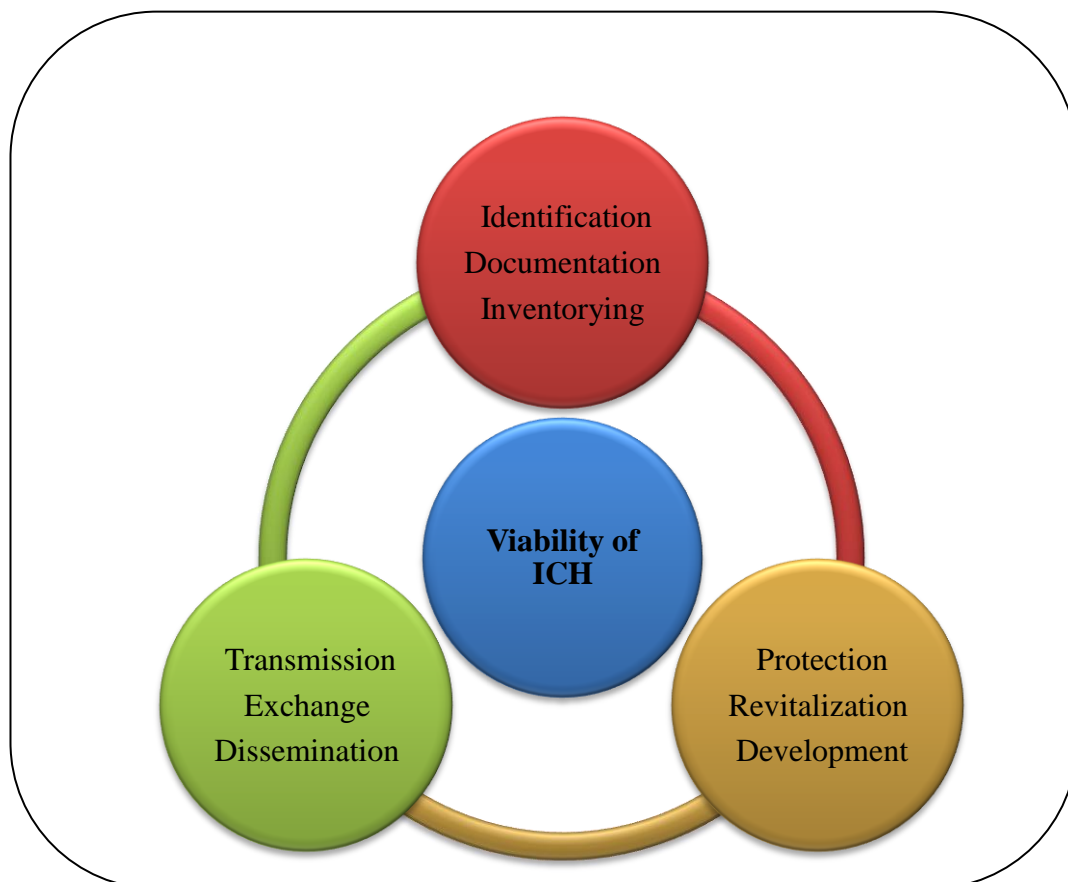 Identification
Documentation
Inventorying
Viability of
ICH
Transmission
Exchange
Dissemination
Protection
Revitalization
Development